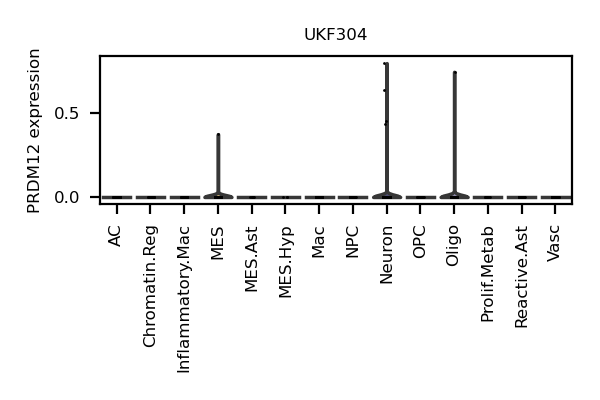 UKF304
PRDM12 expression
0.5
0.0
AC
Chromatin.Reg
Inflammatory.Mac
MES
MES.Ast
MES.Hyp
Mac
NPC
Neuron
OPC
Oligo
Prolif.Metab
Reactive.Ast
Vasc